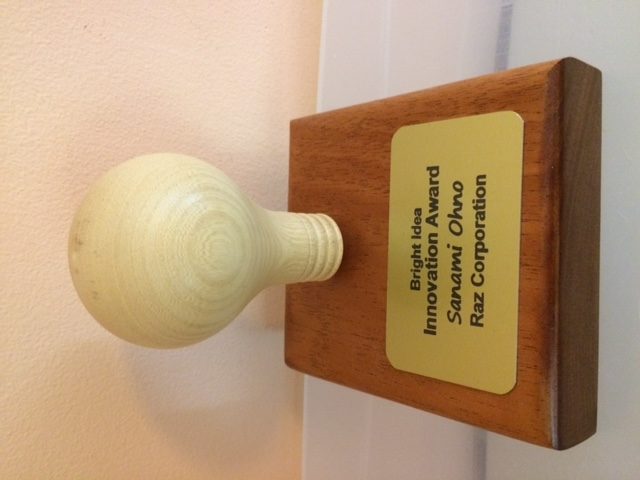 Bright Idea
Innovation Award
Sanami Ohno
Raz Corporation